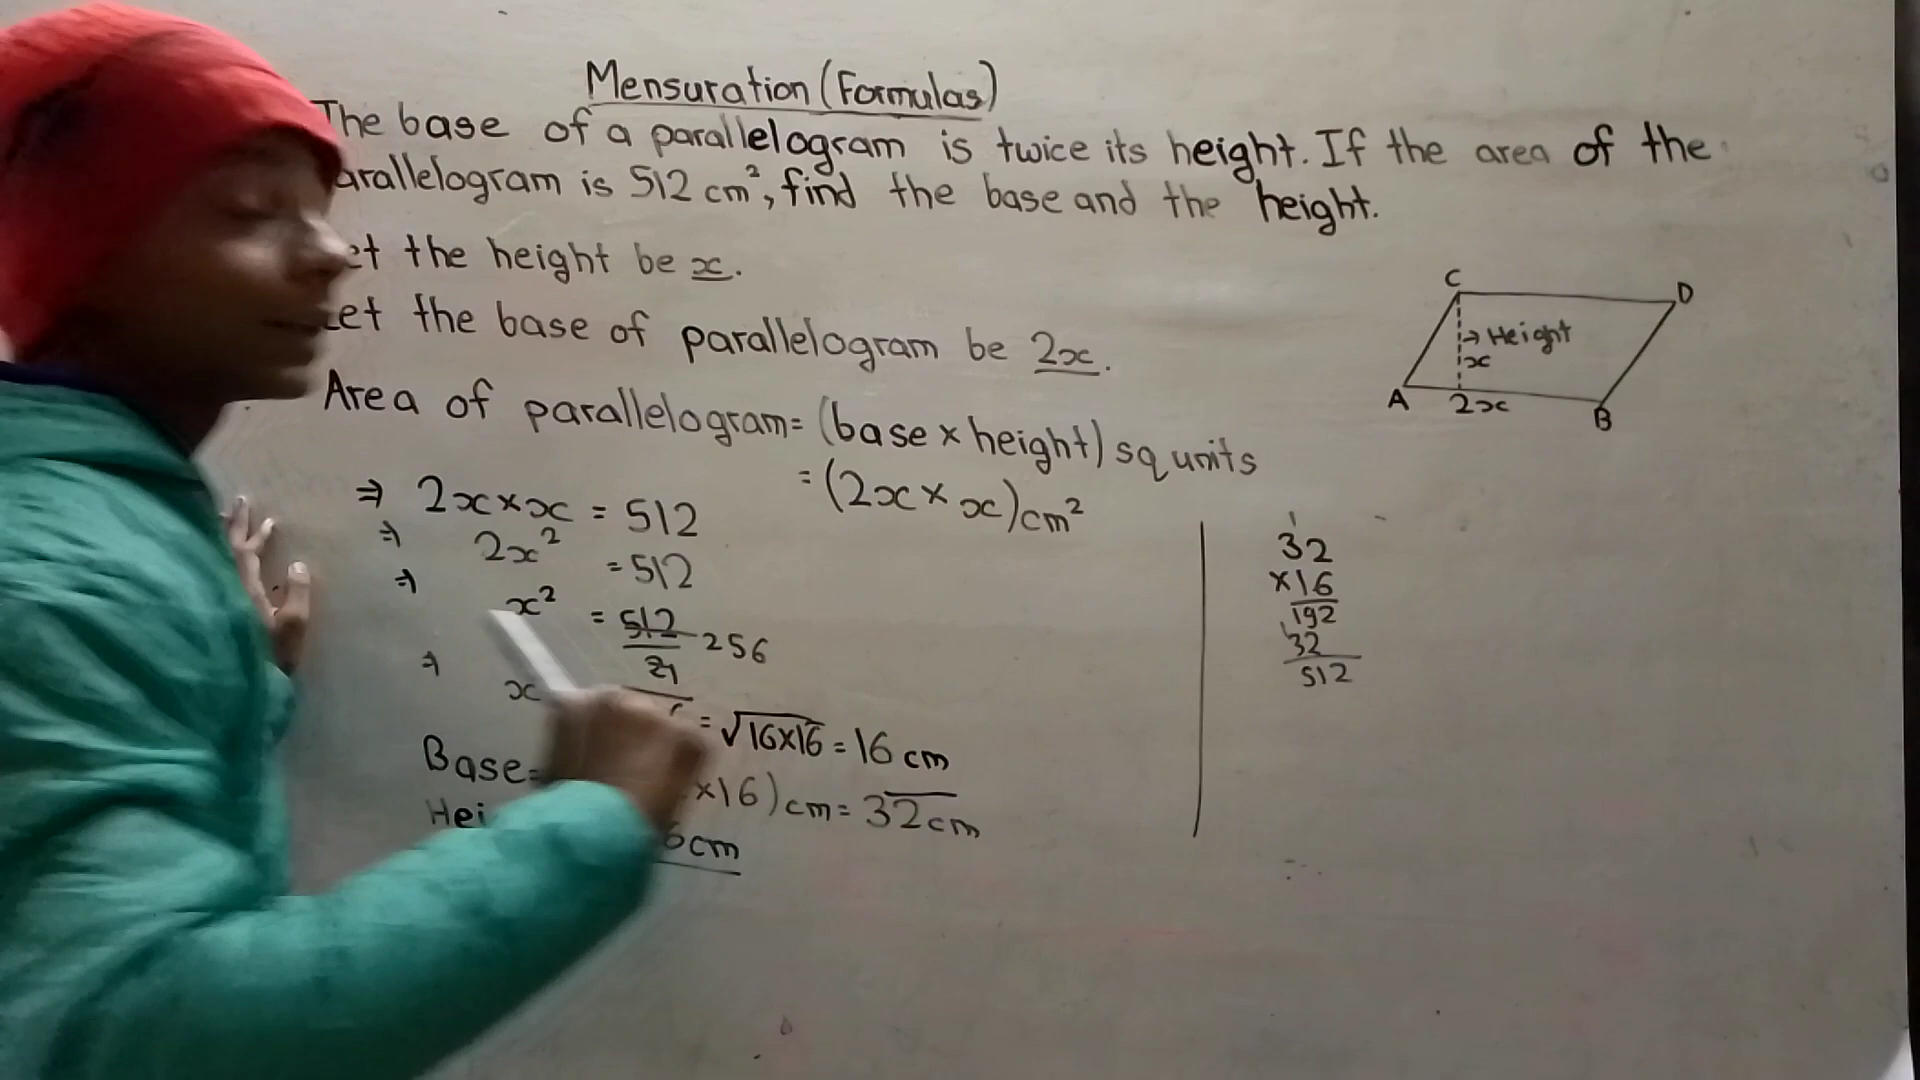 Mensuration (Formulas)
The base of a parallelogram is twice its height. If the area of the
arallelogram is 512 cm², find the base and the height.
et the height be x.
Let the base of parallelogram be 2x.
Area of parallelogram = (base × height) sq units
= (2x × x) cm²
⇒ 2x × x = 512
⇒ 2x² = 512
⇒ x² = 512/2 256
⇒ x = √16×16 = 16 cm
Base = ×16) cm = 32 cm
Hei 6cm
C
D
→ Height
x
A
2x
B
1
32
×16
192
32
512